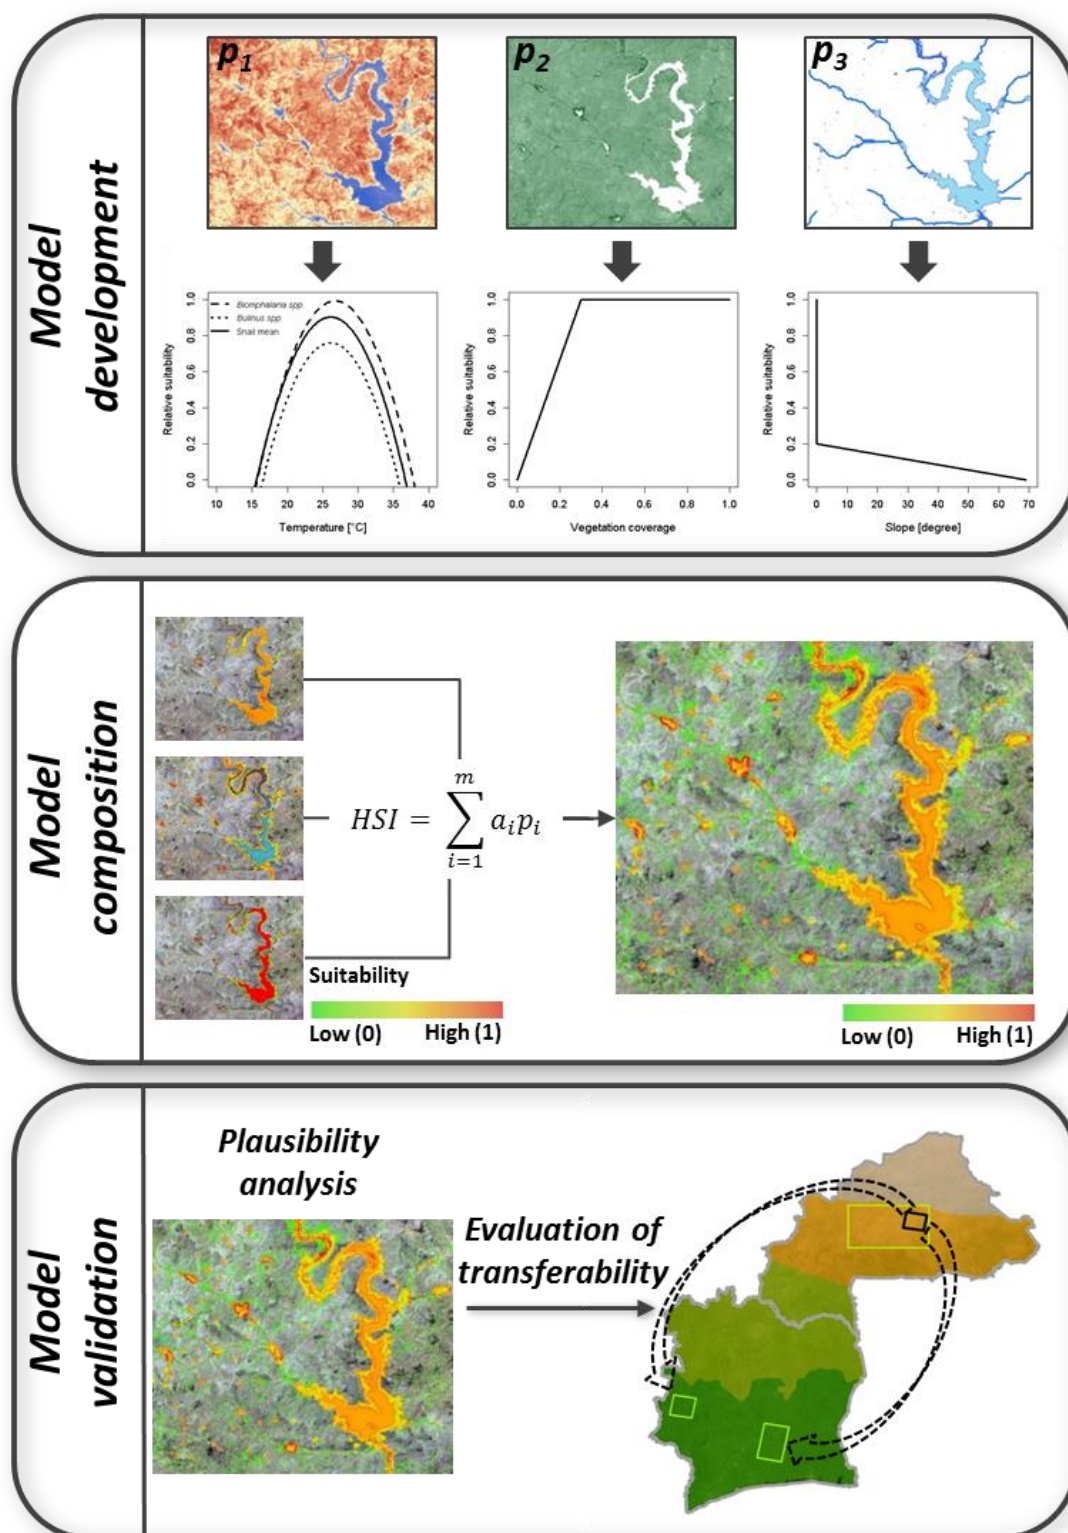 Model
development
p1
p2
p3
Relative suitability
1.0
0.8
0.6
0.4
0.2
0.0
Biomphalaria spp.
Bulinus spp.
Snail mean
10 15 20 25 30 35 40
Temperature [°C]
Relative suitability
1.0
0.8
0.6
0.4
0.2
0.0
0.0 0.2 0.4 0.6 0.8 1.0
Vegetation coverage
Relative suitability
1.0
0.8
0.6
0.4
0.2
0.0
0 10 20 30 40 50 60 70
Slope [degree]
Model
composition
m
HSI = ∑ aᵢpᵢ
i=1
Suitability
Low (0) High (1)
Low (0) High (1)
Model
validation
Plausibility
analysis
Evaluation of
transferability